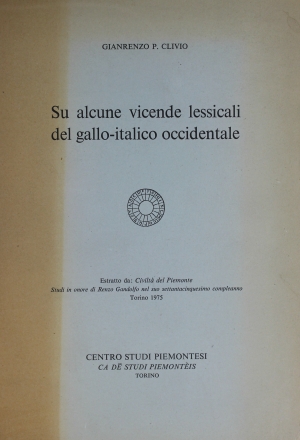 GIANRENZO P. CLIVIO
Su alcune vicende lessicali
del gallo-italico occidentale
Estratto da: Civiltà del Piemonte
Studi in onore di Renzo Gandolfo nel suo settantacinquesimo compleanno
Torino 1975
CENTRO STUDI PIEMONTESI
CA DË STUDI PIEMONTÈIS
TORINO